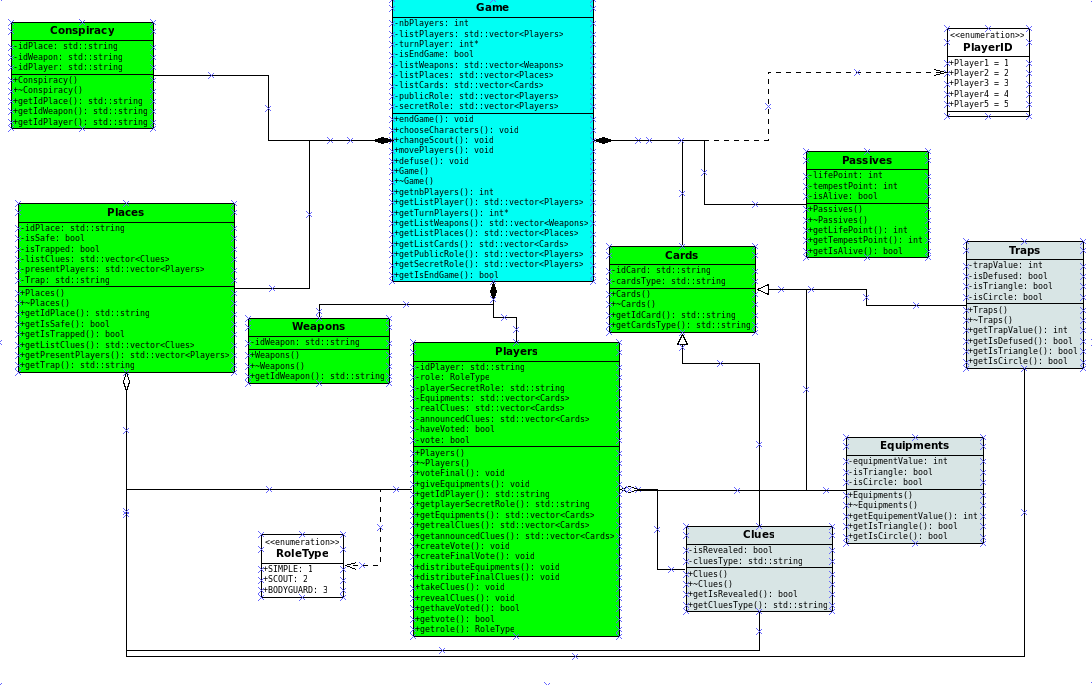 Game
-nbPlayers: int
-listPlayers: std::vector<Players>
-turnPlayer: int*
-isEndGame: bool
-listWeapons: std::vector<Weapons>
-listPlaces: std::vector<Places>
-listCards: std::vector<Cards>
-publicRole: std::vector<Players>
-secretRole: std::vector<Players>
+endGame(): void
+chooseCharacters(): void
+changeScout(): void
+movePlayers(): void
+defuse(): void
+Game()
+~Game()
+getnbPlayers(): int
+getListPlayer(): std::vector<Players>
+getTurnPlayers(): int*
+getListWeapons(): std::vector<Weapons>
+getListPlaces(): std::vector<Places>
+getListCards(): std::vector<Cards>
+getPublicRole(): std::vector<Players>
+getSecretRole(): std::vector<Players>
+getIsEndGame(): bool
Conspiracy
-idPlace: std::string
-idWeapon: std::string
-idPlayer: std::string
+Conspiracy()
+~Conspiracy()
+getIdPlace(): std::string
+getIdWeapon(): std::string
+getIdPlayer(): std::string
<<enumeration>>
PlayerID
+Player1 = 1
+Player2 = 2
+Player3 = 3
+Player4 = 4
+Player5 = 5
Passives
-lifePoint: int
-tempestPoint: int
-isAlive: bool
+Passives()
+~Passives()
+getLifePoint(): int
+getTempestPoint(): int
+getIsAlive(): bool
Places
-idPlace: std::string
-isSafe: bool
-isTrapped: bool
-listClues: std::vector<Clues>
-presentPlayers: std::vector<Players>
-Trap: std::string
+Places()
+~Places()
+getIdPlace(): std::string
+getIsSafe(): bool
+getIsTrapped(): bool
+getListClues(): std::vector<Clues>
+getPresentPlayers(): std::vector<Players>
+getTrap(): std::string
Cards
-idCard: std::string
-cardsType: std::string
+Cards()
+~Cards()
+getIdCard(): std::string
+getCardsType(): std::string
Traps
-trapValue: int
-isDefused: bool
-isTriangle: bool
-isCircle: bool
+Traps()
+~Traps()
+getTrapValue(): int
+getIsDefused(): bool
+getIsTriangle(): bool
+getIsCircle(): bool
Weapons
-idWeapon: std::string
+Weapons()
+~Weapons()
+getIdWeapon(): std::string
Players
-idPlayer: std::string
-role: RoleType
-playerSecretRole: std::string
-Equipments: std::vector<Cards>
-realClues: std::vector<Cards>
-announcedClues: std::vector<Cards>
-haveVoted: bool
-vote: bool
+Players()
+~Players()
+voteFinal(): void
+giveEquipments(): void
+getIdPlayer(): std::string
+getplayerSecretRole(): std::string
+getEquipments(): std::vector<Cards>
+getrealClues(): std::vector<Cards>
+getannouncedClues: std::vector<Cards>
+createVote(): void
+createFinalVote(): void
+distributeEquipments(): void
+distributeFinalClues(): void
+takeClues(): void
+revealClues(): void
+gethaveVoted(): bool
+getvote(): bool
+getrole(): RoleType
Equipments
-equipmentValue: int
-isTriangle: bool
-isCircle: bool
+Equipments()
+~Equipments()
+getEquipementValue(): int
+getIsTriangle(): bool
+getIsCircle(): bool
<<enumeration>>
RoleType
+SIMPLE: 1
+SCOUT: 2
+BODYGUARD: 3
Clues
-isRevealed: bool
-cluesType: std::string
+Clues()
+~Clues()
+getIsRevealed(): bool
+getCluesType(): std::string